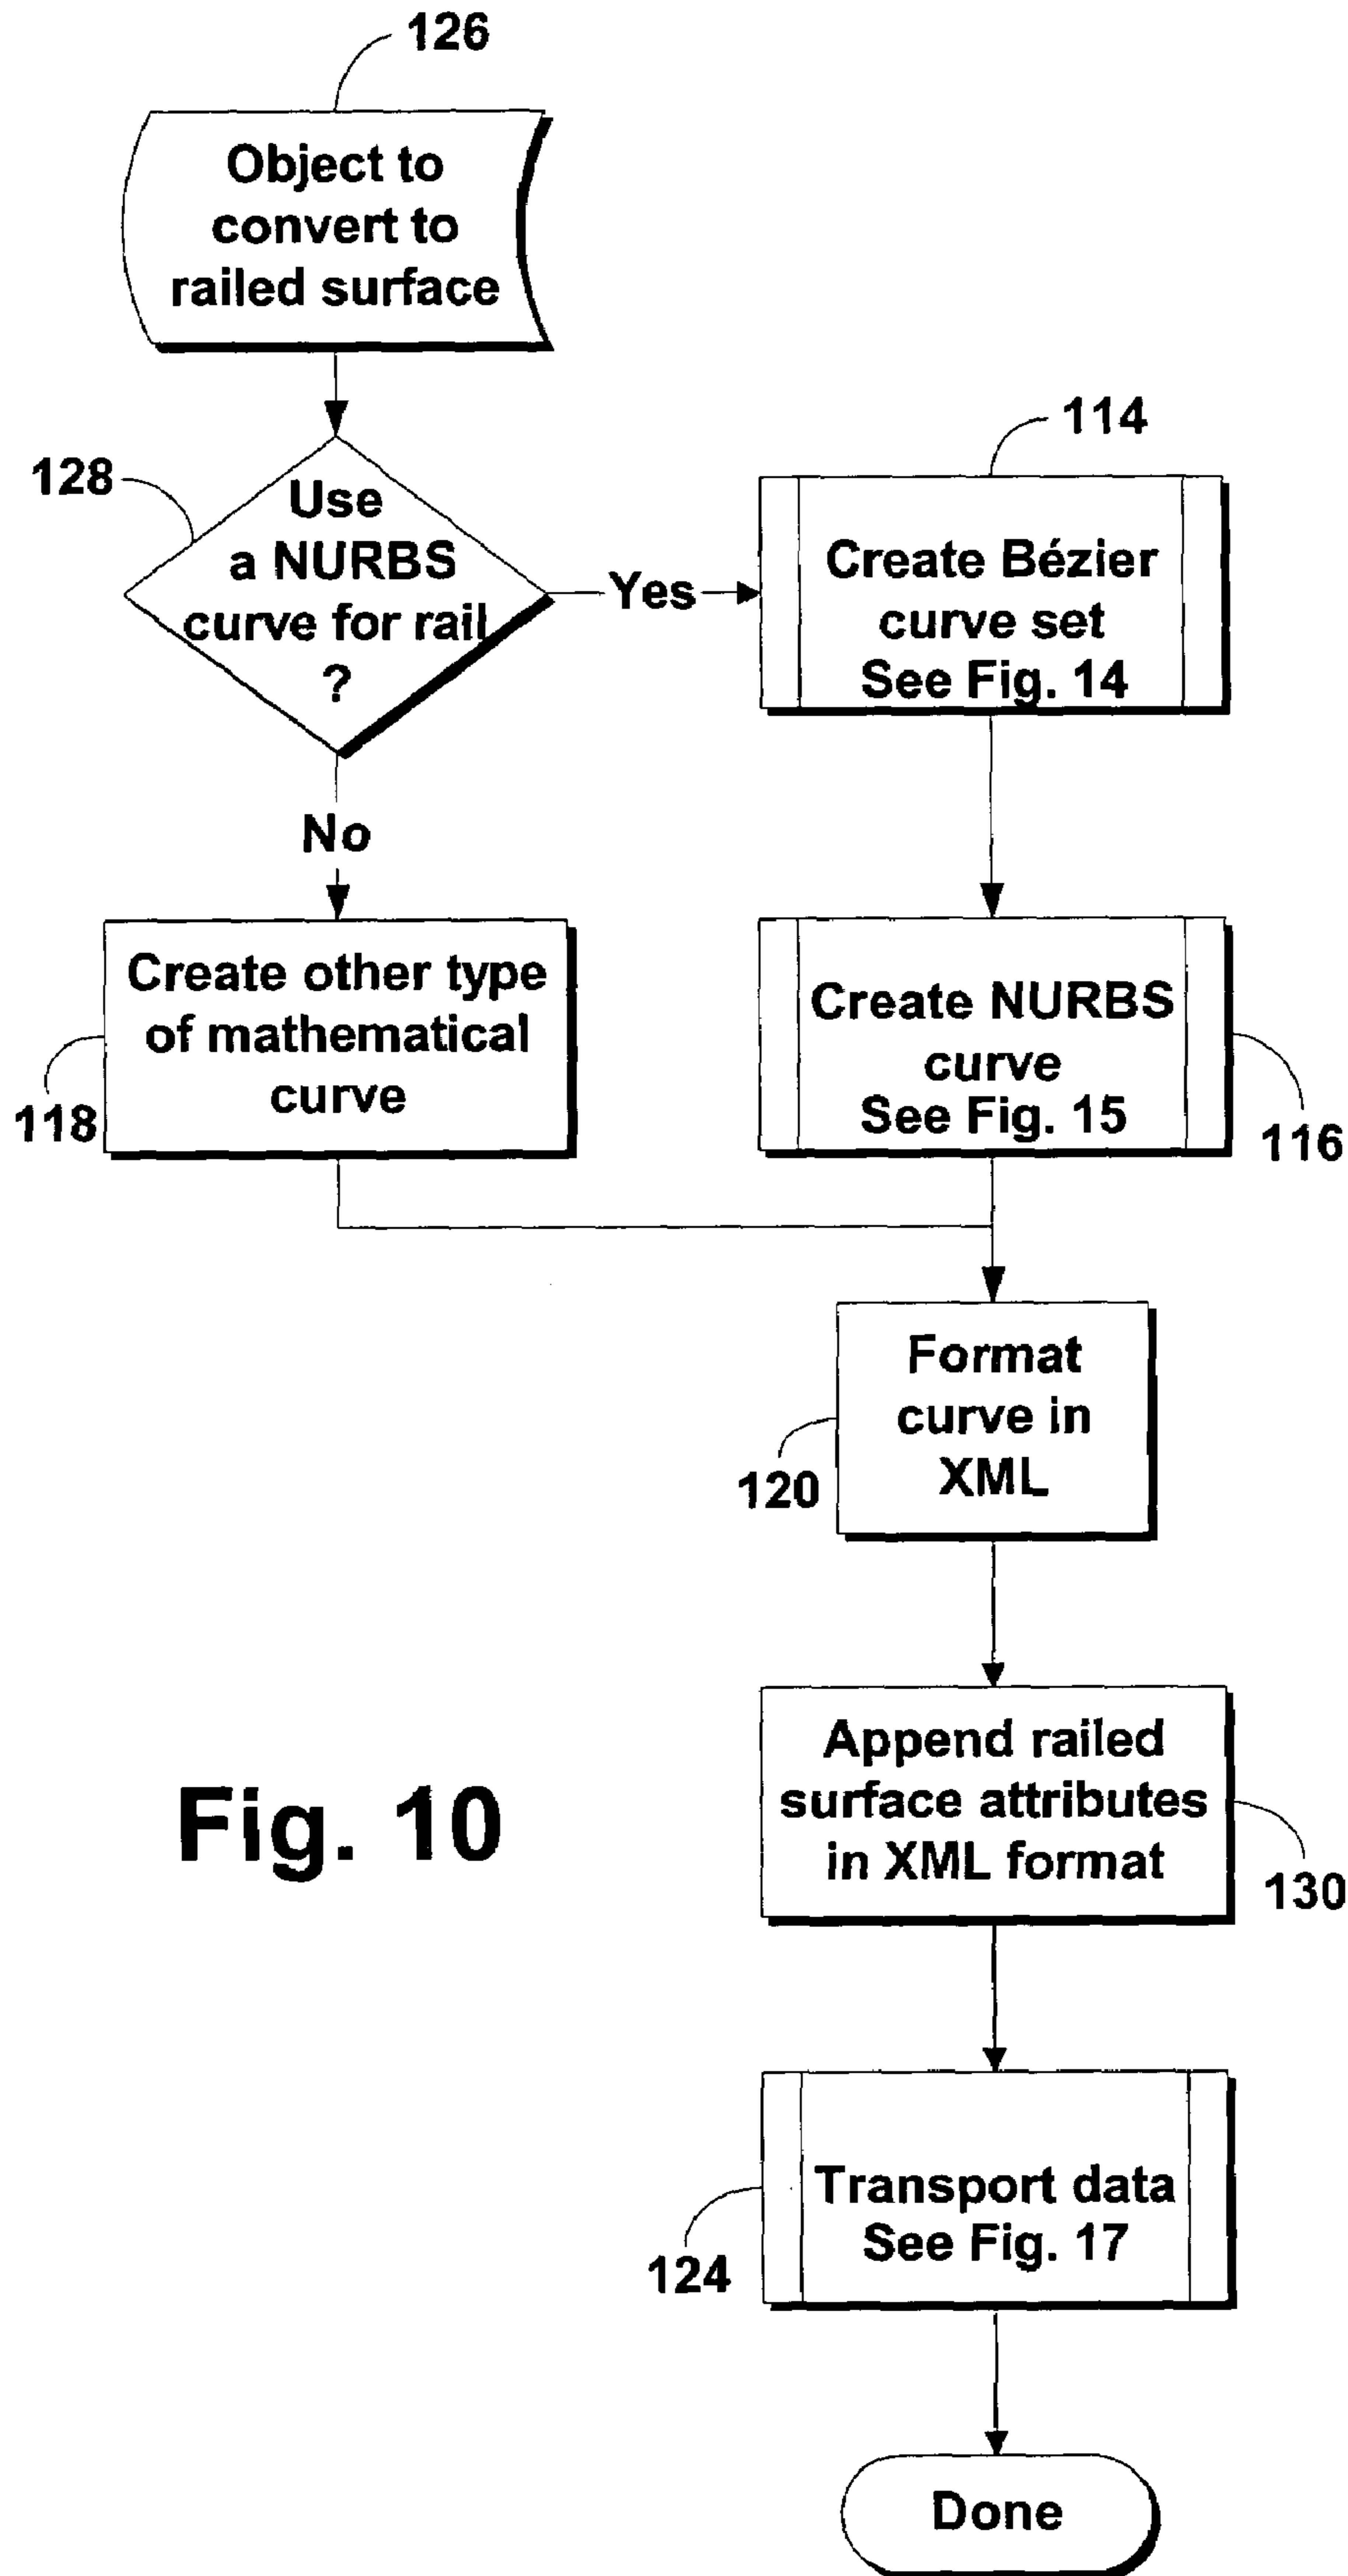 126
Object to
convert to
railed surface
128
Use
a NURBS
curve for rail
?
Yes
114
Create Bézier
curve set
See Fig. 14
No
118
Create other type
of mathematical
curve
Create NURBS
curve
See Fig. 15
116
Format
curve in
XML
120
Append railed
surface attributes
in XML format
130
Fig. 10
Transport data
See Fig. 17
124
Done